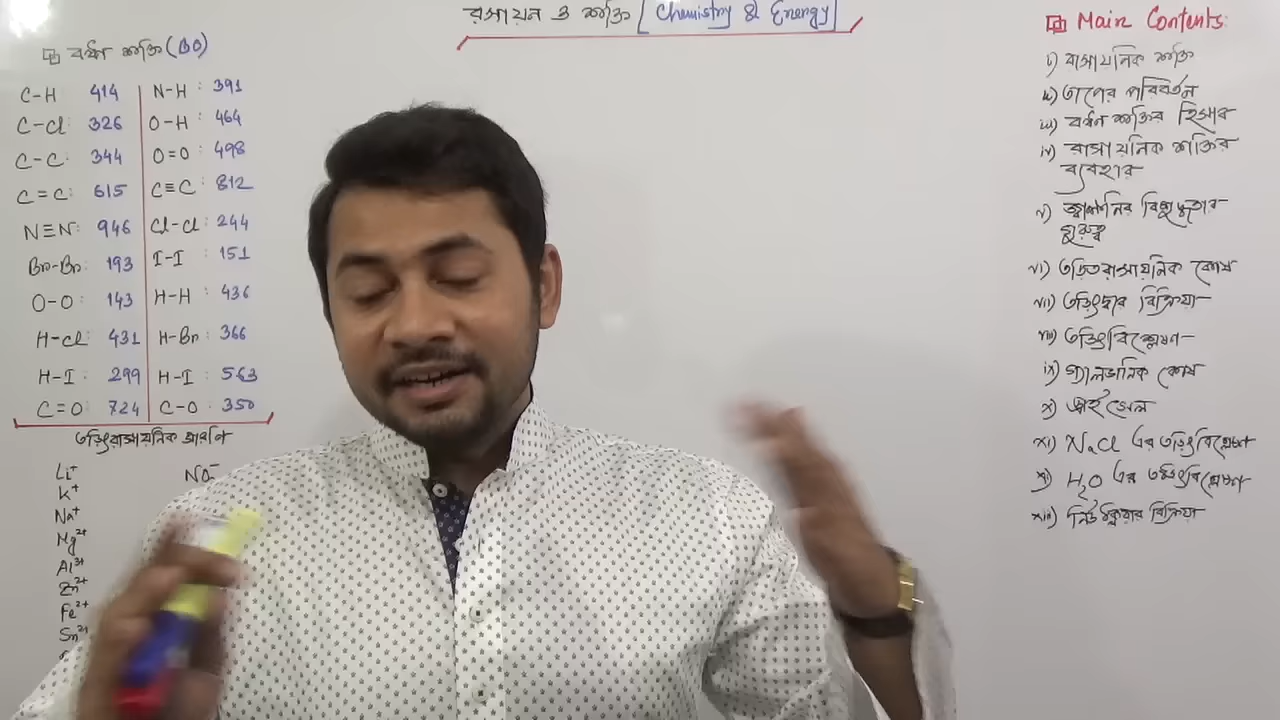 রসায়ন ও শক্তি [Chemistry & Energy]
বন্ধন শক্তি (BO)
C-H 414
C-Cl: 326
C-C: 344
C=C: 615
N≡N: 946
Br-Br: 193
O-O: 143
H-Cl: 431
H-I: 299
C=O: 724
N-H: 391
O-H: 464
O=O: 498
C≡C: 812
Cl-Cl: 244
I-I: 151
H-H: 436
H-Br: 366
H-I: 563
C-O: 350
তড়িৎরাসায়নিক সারণি
Li⁺
K⁺
Na⁺
Mg²⁺
Al³⁺
Zn²⁺
Fe²⁺
Sn²⁺
Main Contents:
i) রাসায়নিক শক্তি
ii) তাপের পরিবর্তন
iii) বন্ধন শক্তির হিসাব
iv) রাসায়নিক শক্তির
ব্যবহার
v) জ্বালানির বিশুদ্ধতার
গুরুত্ব
vi) তড়িতরাসায়নিক কোষ
vii) তড়িৎদ্বার বিক্রিয়া
viii) তড়িৎবিশ্লেষণ
ix) গ্যালভানিক কোষ
x) ড্রাই সেল
xi) NaCl এর তড়িৎবিশ্লেষণ
xii) H₂O এর তড়িৎবিশ্লেষণ
xiii) নিউক্লিয়ার বিক্রিয়া